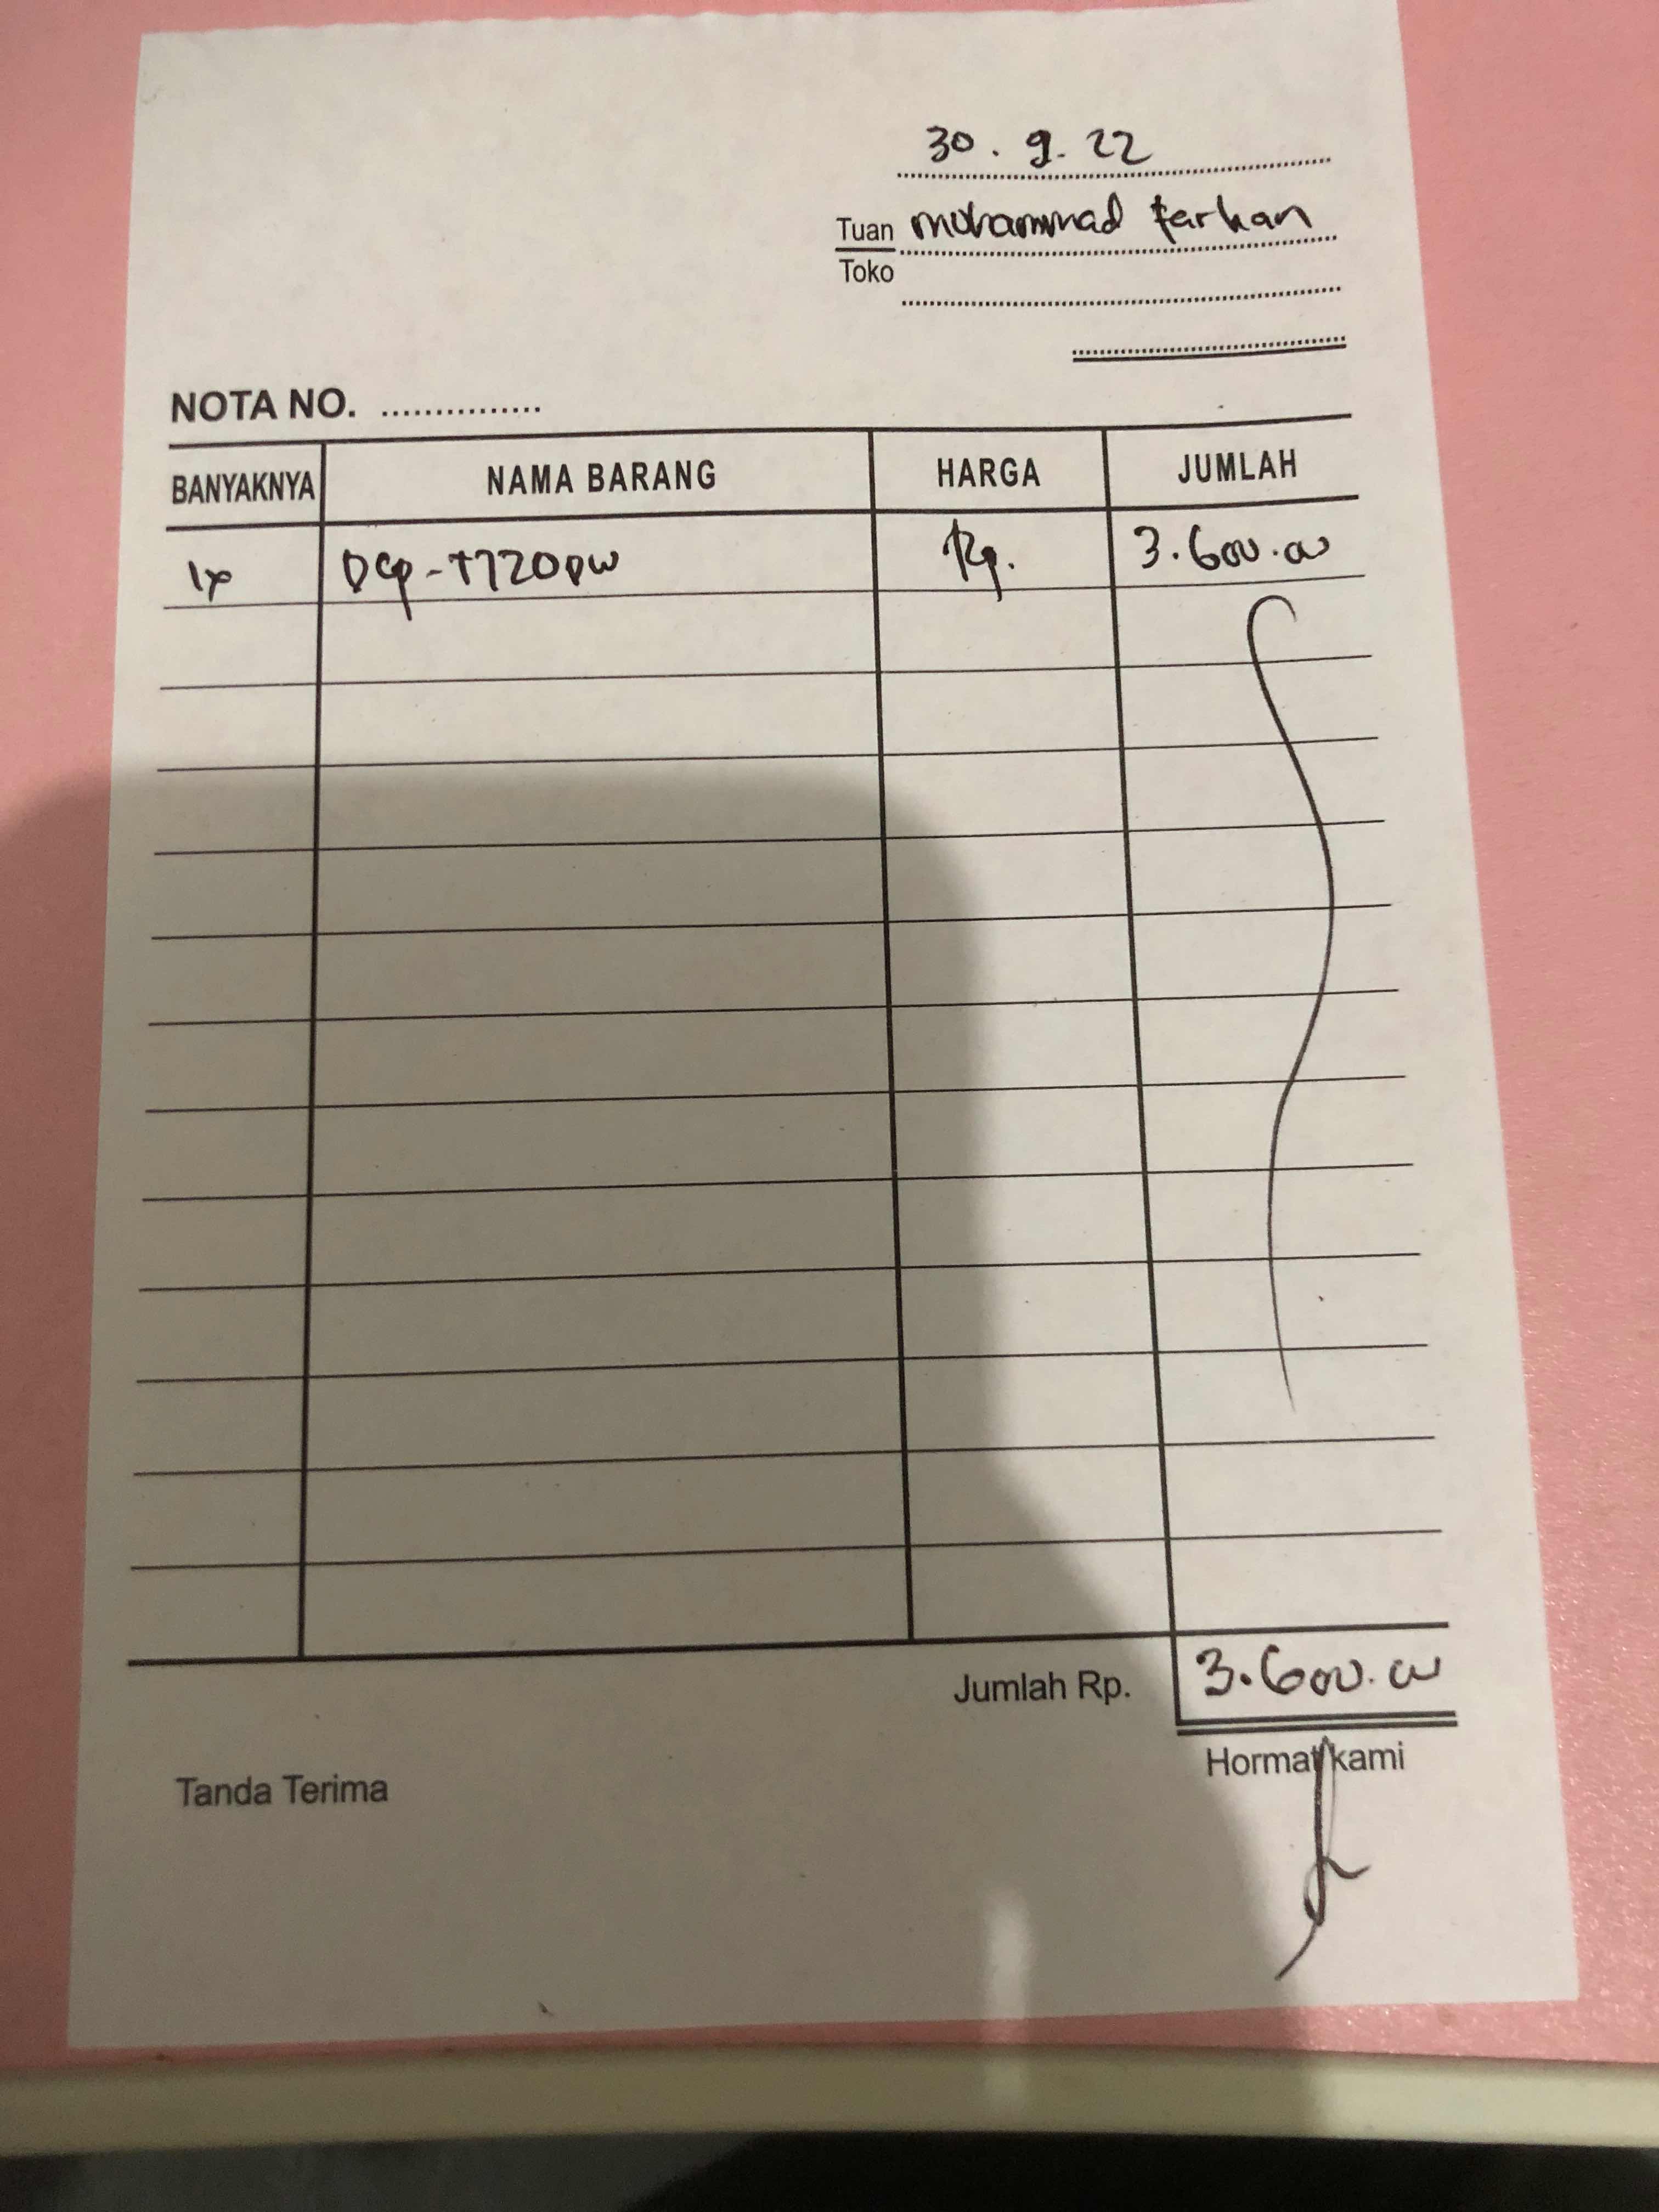 30 . 9. 22
Tuan Mohammad farhan
Toko
NOTA NO. ...............
BANYAKNYA NAMA BARANG HARGA JUMLAH
1x Dcp-T720DW Rp. 3.600.00
Jumlah Rp. 3.600.00
Tanda Terima Hormat kami